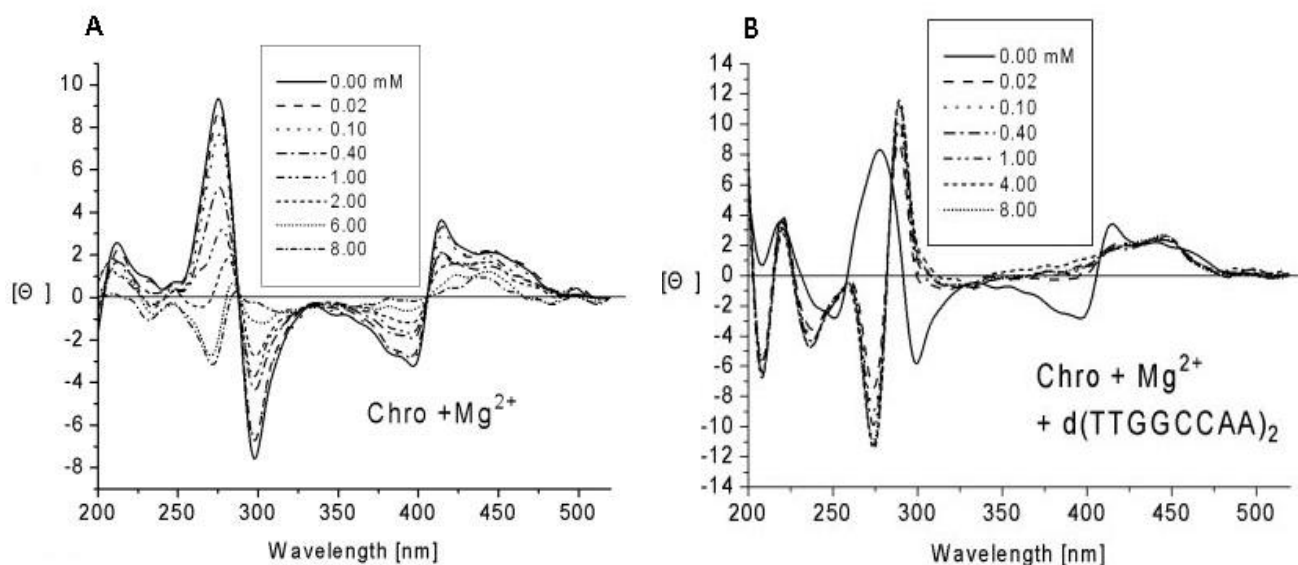 A
0.00 mM
0.02
0.10
0.40
1.00
2.00
6.00
8.00
10
8
6
4
2
0
-2
-4
-6
-8
[Θ ]
Chro +Mg2+
200 250 300 350 400 450 500
Wavelength [nm]
B
0.00 mM
0.02
0.10
0.40
1.00
4.00
8.00
14
12
10
8
6
4
2
0
-2
-4
-6
-8
-10
-12
-14
[Θ ]
Chro + Mg2+
+ d(TTGGCCAA)2
200 250 300 350 400 450 500
Wavelength [nm]